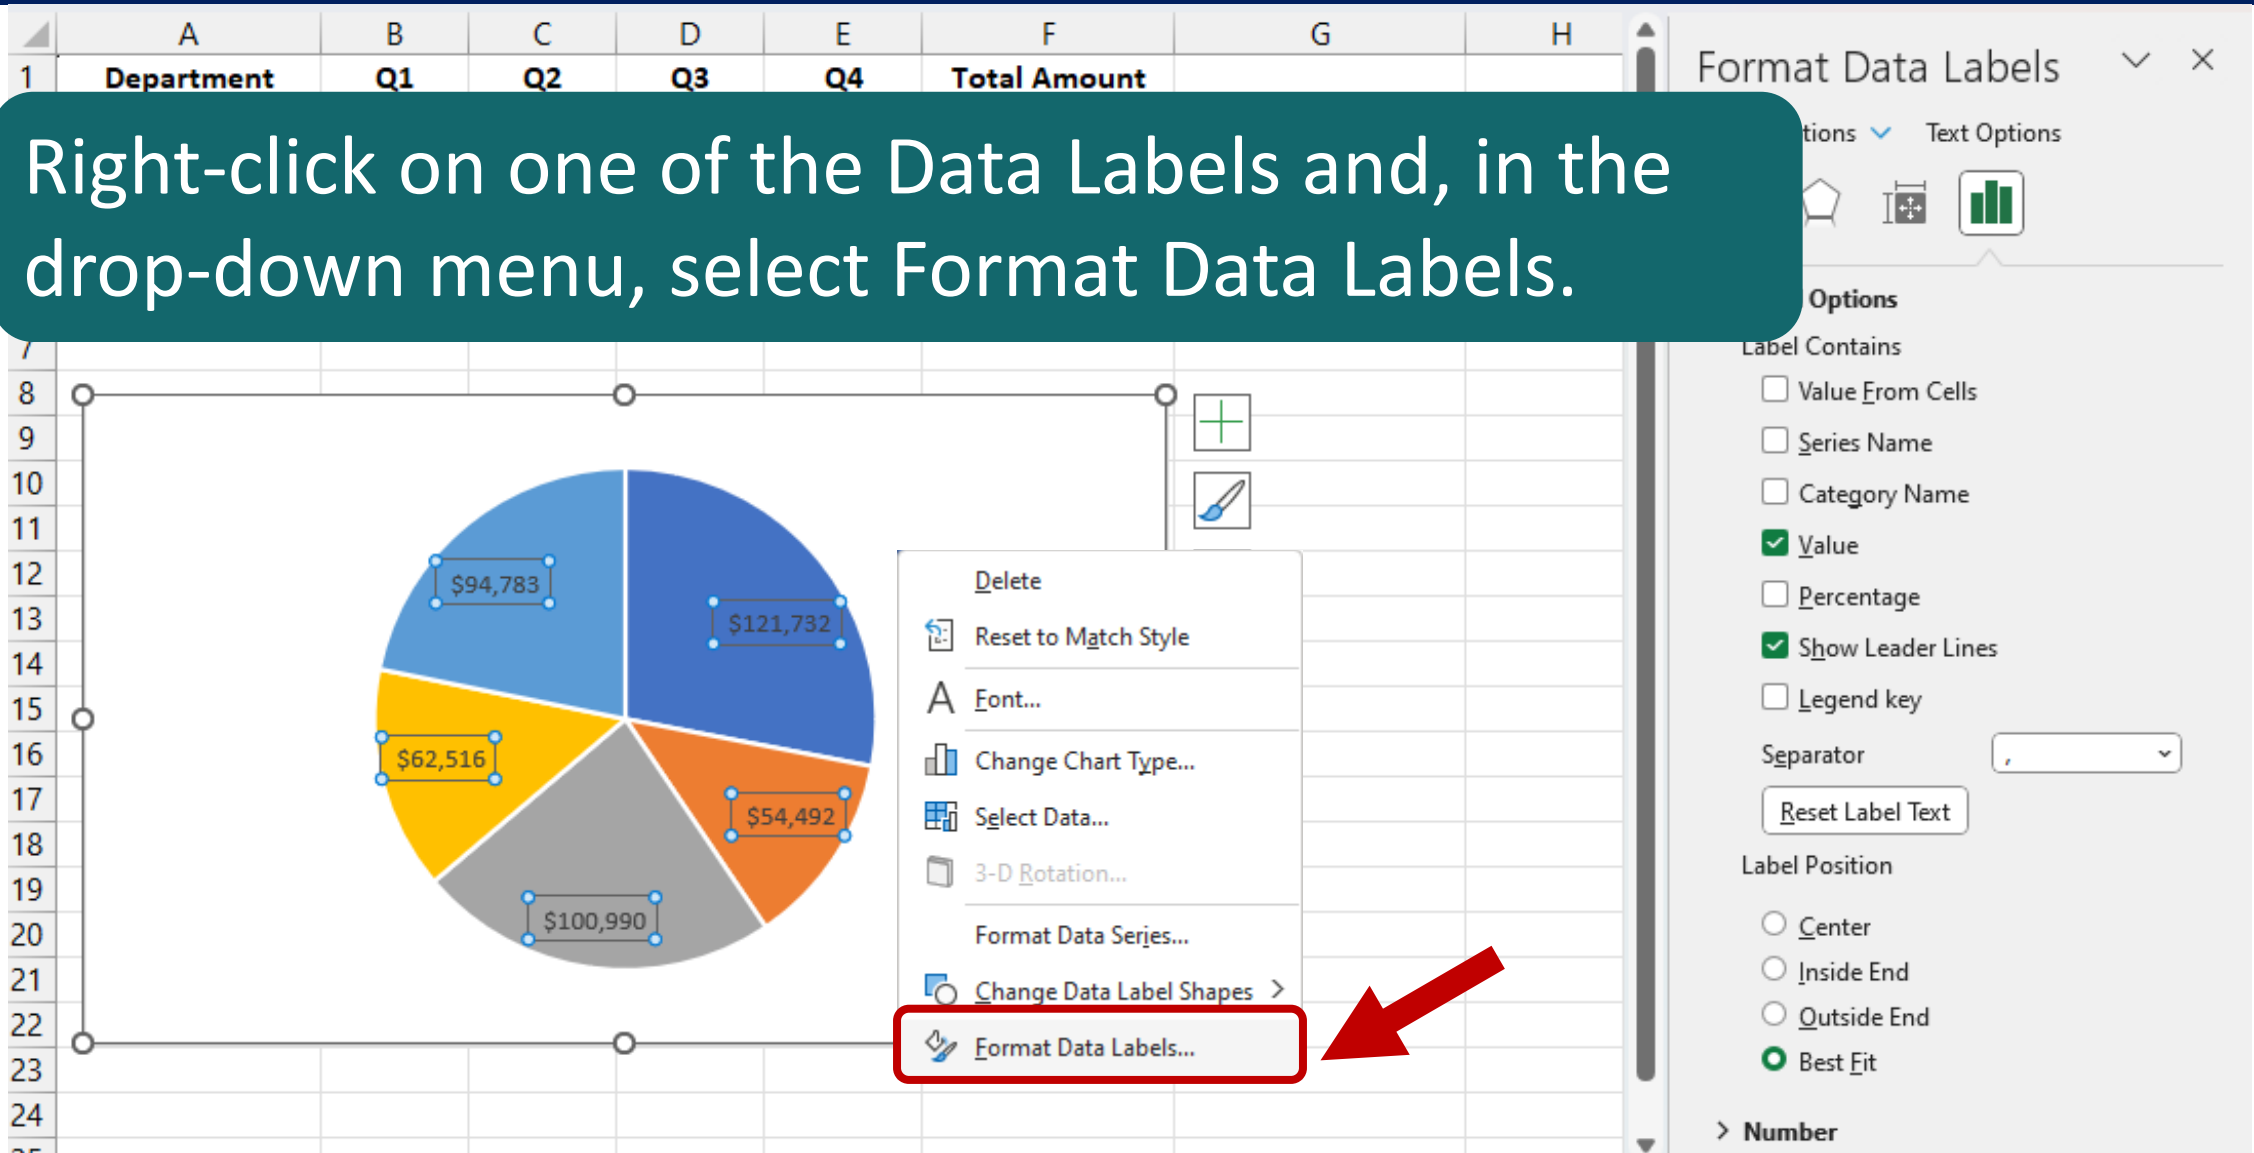 A B C D E F G H
1 Department Q1 Q2 Q3 Q4 Total Amount
Right-click on one of the Data Labels and, in the
drop-down menu, select Format Data Labels.
7
8
9
10
11
12
13
14
15
16
17
18
19
20
21
22
23
24
$94,783
$121,732
$62,516
$54,492
$100,990
Delete
Reset to Match Style
A Font...
Change Chart Type...
Select Data...
3-D Rotation...
Format Data Series...
Change Data Label Shapes >
Format Data Labels...
Format Data Labels
tions Text Options
Options
Label Contains
Value From Cells
Series Name
Category Name
Value
Percentage
Show Leader Lines
Legend key
Separator ,
Reset Label Text
Label Position
Center
Inside End
Outside End
Best Fit
Number